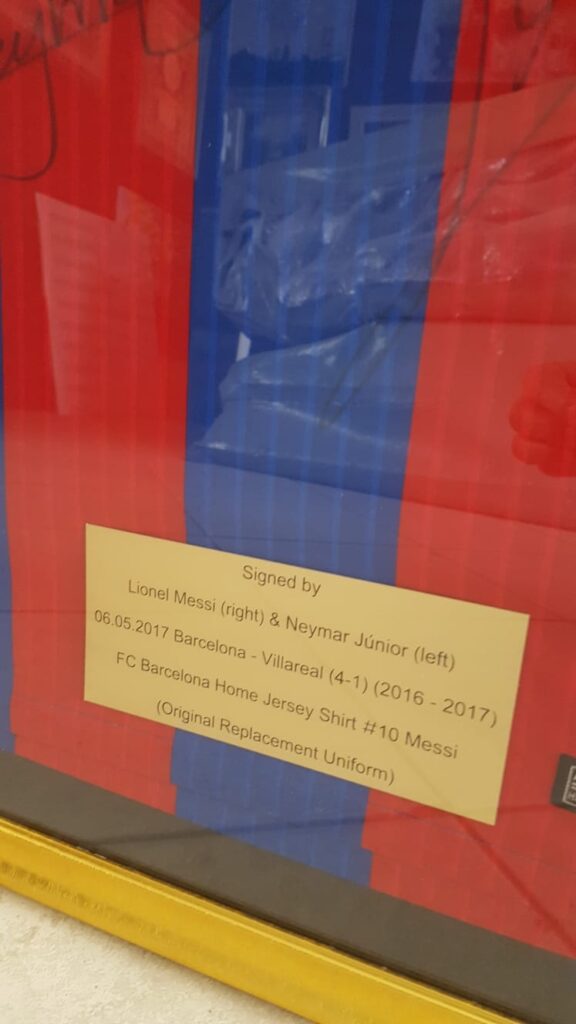 Signed by
Lionel Messi (right) & Neymar Júnior (left)
06.05.2017 Barcelona - Villareal (4-1) (2016 - 2017)
FC Barcelona Home Jersey Shirt #10 Messi
(Original Replacement Uniform)